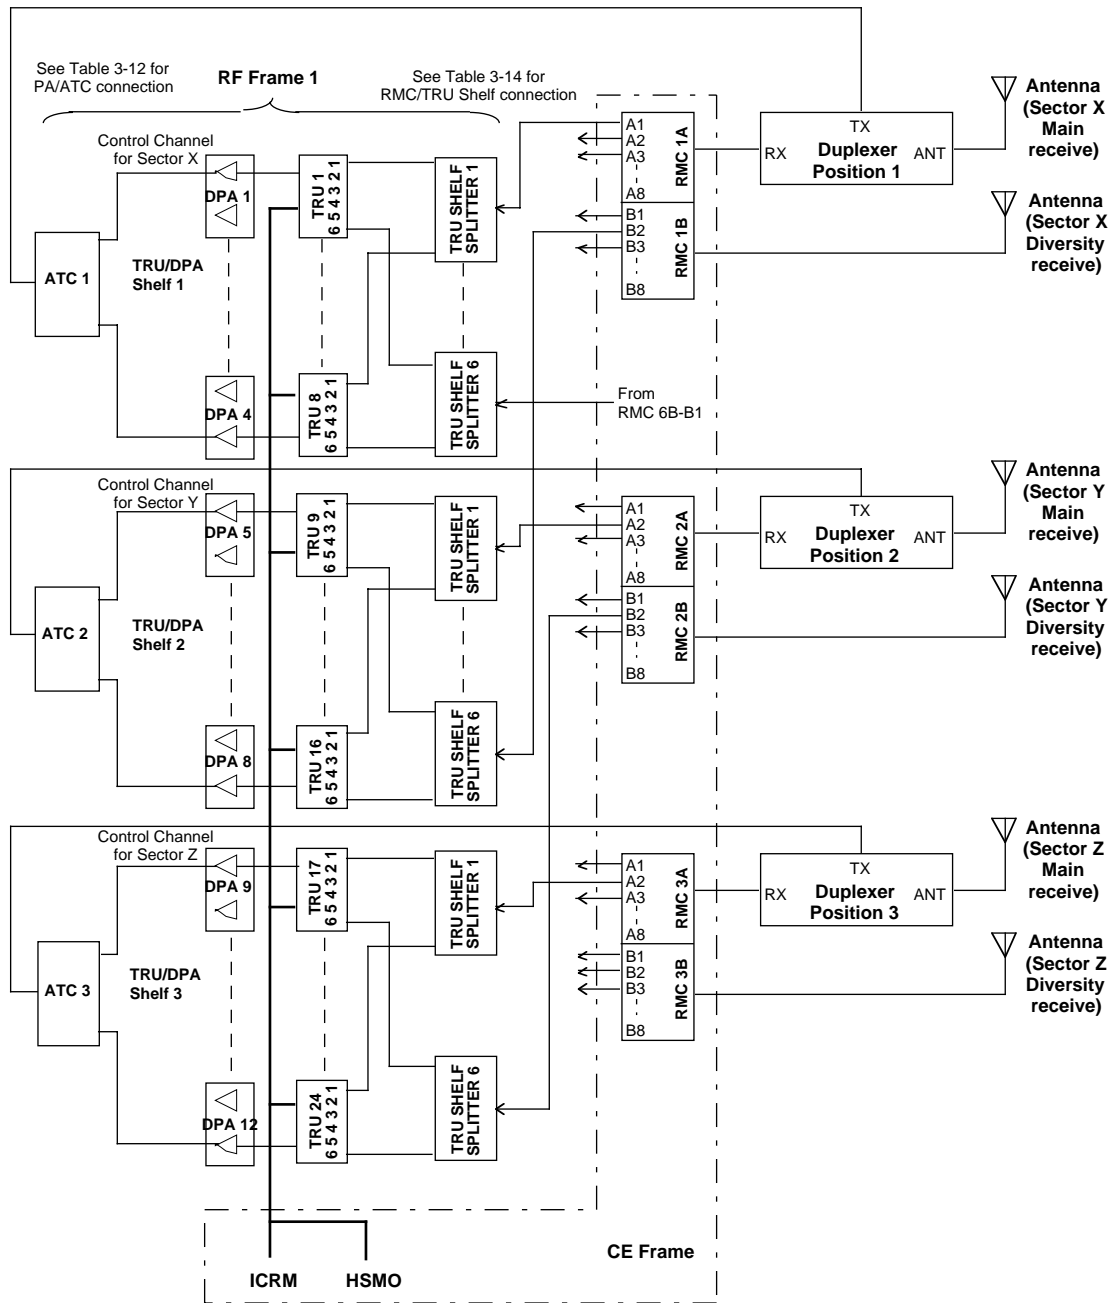 See Table 3-12 for
PA/ATC connection
RF Frame 1
See Table 3-14 for
RMC/TRU Shelf connection
Control Channel
for Sector X
DPA 1
TRU 1
6 5 4 3 2 1
TRU SHELF
SPLITTER 1
A1
A2
A3
A8
RMC 1A
B1
B2
B3
B8
RMC 1B
TX
RX
Duplexer
ANT
Position 1
Antenna
(Sector X
Main
receive)
Antenna
(Sector X
Diversity
receive)
ATC 1
TRU/DPA
Shelf 1
DPA 4
TRU 8
6 5 4 3 2 1
TRU SHELF
SPLITTER 6
From
RMC 6B-B1
Control Channel
for Sector Y
DPA 5
TRU 9
6 5 4 3 2 1
TRU SHELF
SPLITTER 1
A1
A2
A3
A8
RMC 2A
B1
B2
B3
B8
RMC 2B
TX
RX
Duplexer
ANT
Position 2
Antenna
(Sector Y
Main
receive)
Antenna
(Sector Y
Diversity
receive)
ATC 2
TRU/DPA
Shelf 2
DPA 8
TRU 16
6 5 4 3 2 1
TRU SHELF
SPLITTER 6
Control Channel
for Sector Z
DPA 9
TRU 17
6 5 4 3 2 1
TRU SHELF
SPLITTER 1
A1
A2
A3
A8
RMC 3A
B1
B2
B3
B8
RMC 3B
TX
RX
Duplexer
ANT
Position 3
Antenna
(Sector Z
Main
receive)
Antenna
(Sector Z
Diversity
receive)
ATC 3
TRU/DPA
Shelf 3
DPA 12
TRU 24
6 5 4 3 2 1
TRU SHELF
SPLITTER 6
CE Frame
ICRM
HSMO